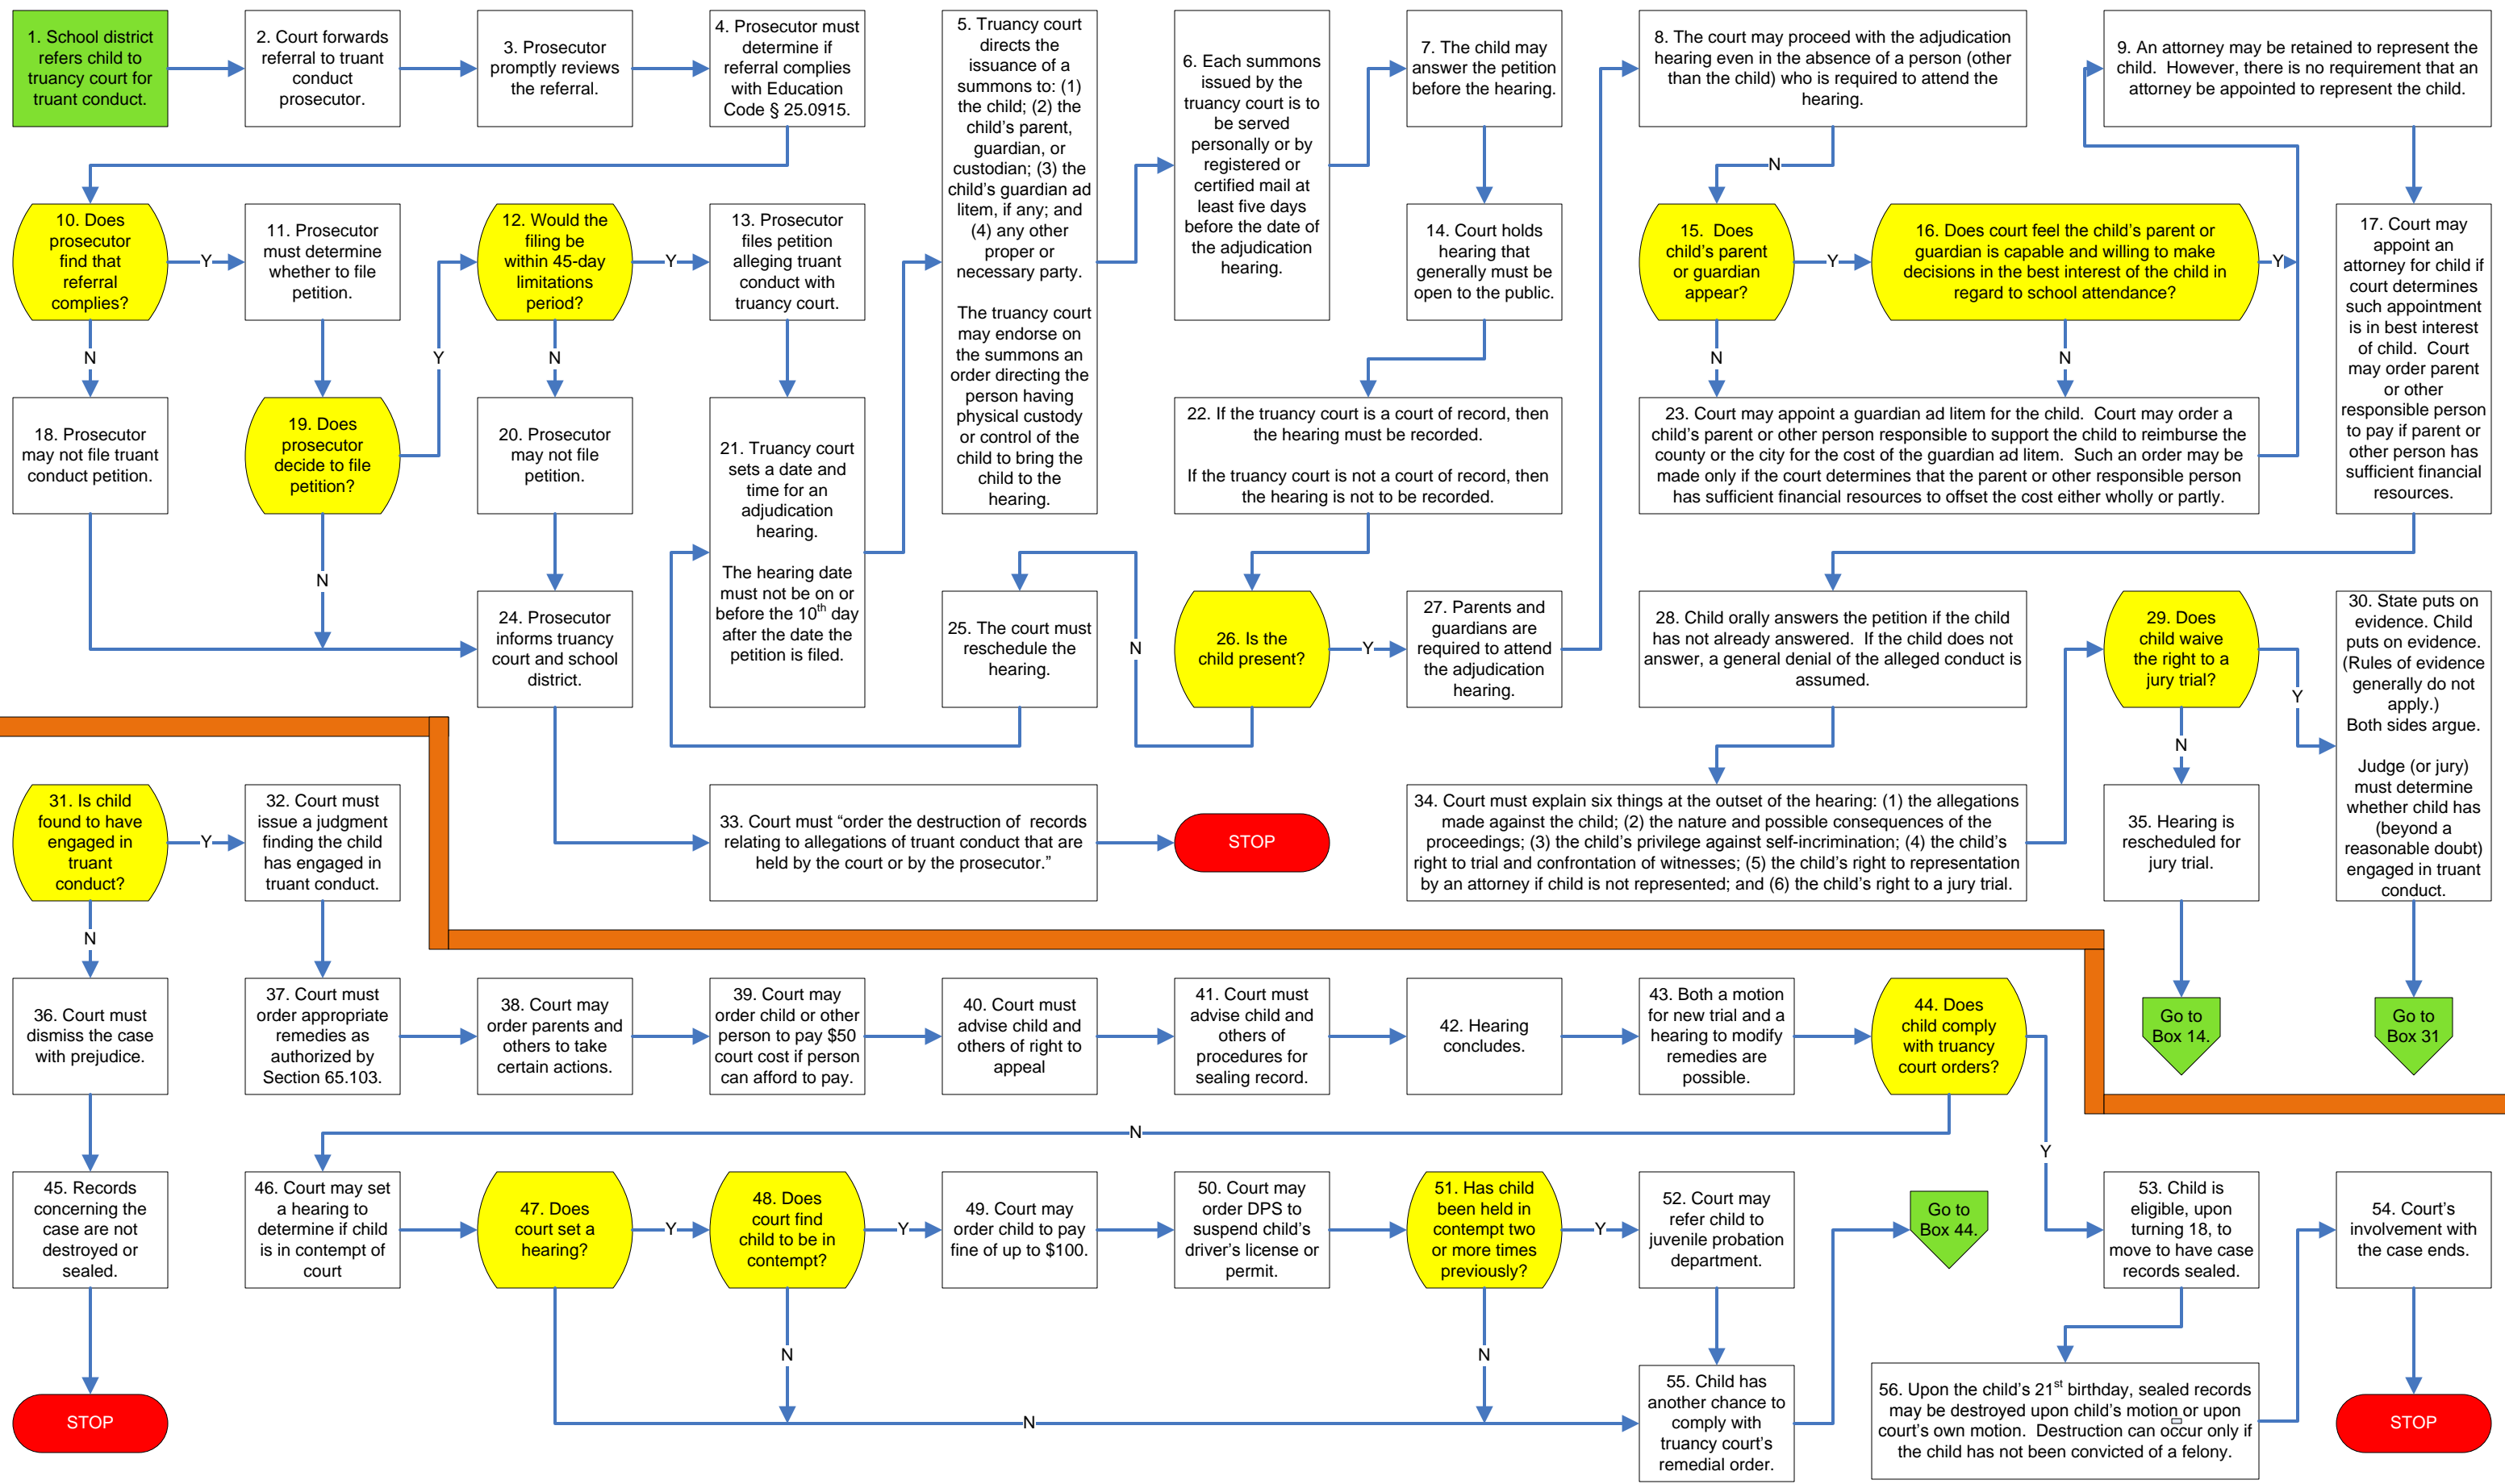 1. School district
refers child to
truancy court for
truant conduct.
2. Court forwards
referral to truant
conduct
prosecutor.
3. Prosecutor
promptly reviews
the referral.
4. Prosecutor must
determine if
referral complies
with Education
Code § 25.0915.
5. Truancy court
directs the
issuance of a
summons to: (1)
the child; (2) the
child's parent,
guardian, or
custodian; (3) the
child's guardian ad
litem, if any; and
(4) any other
proper or
necessary party.
The truancy court
may endorse on
the summons an
order directing the
person having
physical custody
or control of the
child to bring the
child to the
hearing.
6. Each summons
issued by the
truancy court is to
be served
personally or by
registered or
certified mail at
least five days
before the date of
the adjudication
hearing.
7. The child may
answer the petition
before the hearing.
8. The court may proceed with the adjudication
hearing even in the absence of a person (other
than the child) who is required to attend the
hearing.
9. An attorney may be retained to represent the
child. However, there is no requirement that an
attorney be appointed to represent the child.
N
10. Does
prosecutor
find that
referral
complies?
Y
N
11. Prosecutor
must determine
whether to file
petition.
12. Would the
filing be
within 45-day
limitations
period?
Y
N
Y
13. Prosecutor
files petition
alleging truant
conduct with
truancy court.
14. Court holds
hearing that
generally must be
open to the public.
15. Does
child's parent
or guardian
appear?
Y
N
16. Does court feel the child's parent or
guardian is capable and willing to make
decisions in the best interest of the child in
regard to school attendance?
Y
N
17. Court may
appoint an
attorney for child if
court determines
such appointment
is in best interest
of child. Court
may order parent
or other
responsible person
to pay if parent or
other person has
sufficient financial
resources.
18. Prosecutor
may not file truant
conduct petition.
19. Does
prosecutor
decide to file
petition?
N
20. Prosecutor
may not file
petition.
21. Truancy court
sets a date and
time for an
adjudication
hearing.
The hearing date
must not be on or
before the 10th day
after the date the
petition is filed.
22. If the truancy court is a court of record, then
the hearing must be recorded.
If the truancy court is not a court of record, then
the hearing is not to be recorded.
23. Court may appoint a guardian ad litem for the child. Court may order a
child's parent or other person responsible to support the child to reimburse the
county or the city for the cost of the guardian ad litem. Such an order may be
made only if the court determines that the parent or other responsible person
has sufficient financial resources to offset the cost either wholly or partly.
24. Prosecutor
informs truancy
court and school
district.
25. The court must
reschedule the
hearing.
N
26. Is the
child present?
Y
27. Parents and
guardians are
required to attend
the adjudication
hearing.
28. Child orally answers the petition if the child
has not already answered. If the child does not
answer, a general denial of the alleged conduct is
assumed.
29. Does
child waive
the right to a
jury trial?
Y
N
30. State puts on
evidence. Child
puts on evidence.
(Rules of evidence
generally do not
apply.)
Both sides argue.
Judge (or jury)
must determine
whether child has
(beyond a
reasonable doubt)
engaged in truant
conduct.
31. Is child
found to have
engaged in
truant
conduct?
Y
N
32. Court must
issue a judgment
finding the child
has engaged in
truant conduct.
33. Court must “order the destruction of records
relating to allegations of truant conduct that are
held by the court or by the prosecutor.”
STOP
34. Court must explain six things at the outset of the hearing: (1) the allegations
made against the child; (2) the nature and possible consequences of the
proceedings; (3) the child's privilege against self-incrimination; (4) the child's
right to trial and confrontation of witnesses; (5) the child's right to representation
by an attorney if child is not represented; and (6) the child's right to a jury trial.
35. Hearing is
rescheduled for
jury trial.
36. Court must
dismiss the case
with prejudice.
37. Court must
order appropriate
remedies as
authorized by
Section 65.103.
38. Court may
order parents and
others to take
certain actions.
39. Court may
order child or other
person to pay $50
court cost if person
can afford to pay.
40. Court must
advise child and
others of right to
appeal
41. Court must
advise child and
others of
procedures for
sealing record.
42. Hearing
concludes.
43. Both a motion
for new trial and a
hearing to modify
remedies are
possible.
44. Does
child comply
with truancy
court orders?
Go to
Box 14.
Go to
Box 31
N
Y
45. Records
concerning the
case are not
destroyed or
sealed.
46. Court may set
a hearing to
determine if child
is in contempt of
court
47. Does
court set a
hearing?
Y
48. Does
court find
child to be in
contempt?
Y
N
49. Court may
order child to pay
fine of up to $100.
50. Court may
order DPS to
suspend child's
driver's license or
permit.
51. Has child
been held in
contempt two
or more times
previously?
Y
N
52. Court may
refer child to
juvenile probation
department.
Go to
Box 44.
53. Child is
eligible, upon
turning 18, to
move to have case
records sealed.
54. Court's
involvement with
the case ends.
STOP
N
55. Child has
another chance to
comply with
truancy court's
remedial order.
56. Upon the child's 21st birthday, sealed records
may be destroyed upon child's motion or upon
court's own motion. Destruction can occur only if
the child has not been convicted of a felony.
STOP